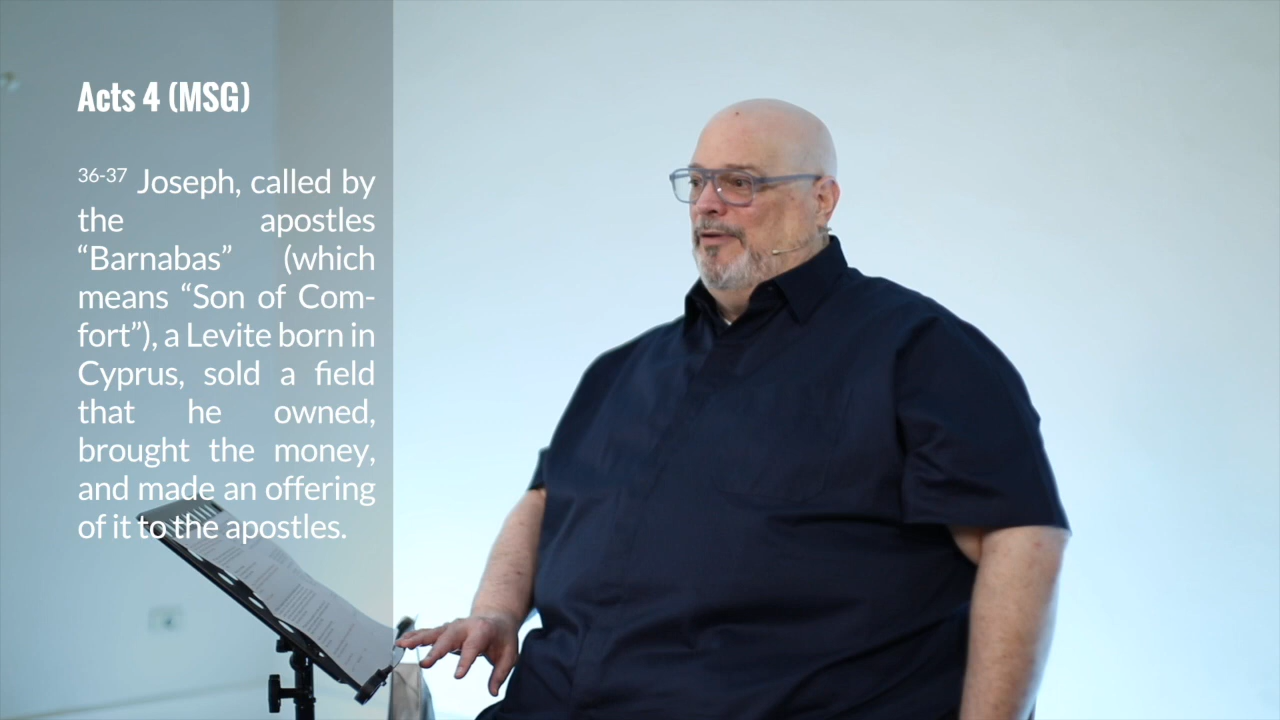 Acts 4 (MSG)
36-37 Joseph, called by
the apostles
“Barnabas” (which
means “Son of Com-
fort”), a Levite born in
Cyprus, sold a field
that he owned,
brought the money,
and made an offering
of it to the apostles.